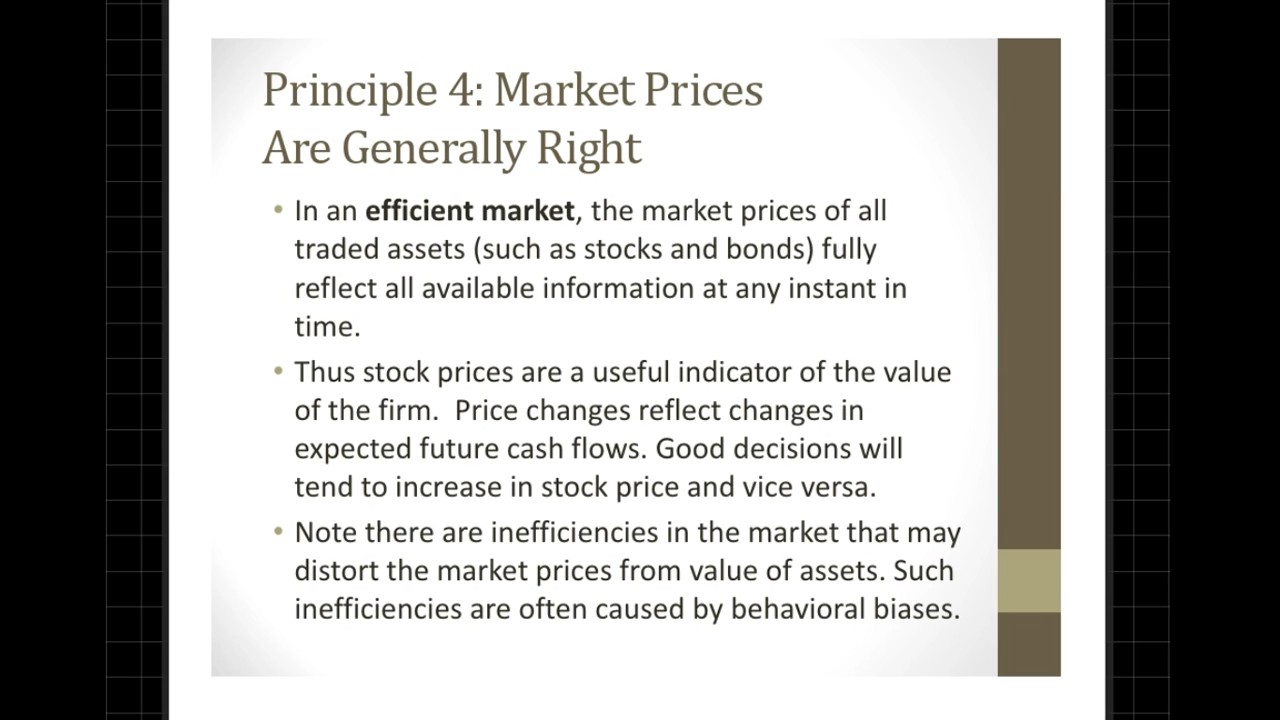 Principle 4: Market Prices
Are Generally Right
• In an efficient market, the market prices of all
traded assets (such as stocks and bonds) fully
reflect all available information at any instant in
time.
• Thus stock prices are a useful indicator of the value
of the firm.  Price changes reflect changes in
expected future cash flows. Good decisions will
tend to increase in stock price and vice versa.
• Note there are inefficiencies in the market that may
distort the market prices from value of assets. Such
inefficiencies are often caused by behavioral biases.